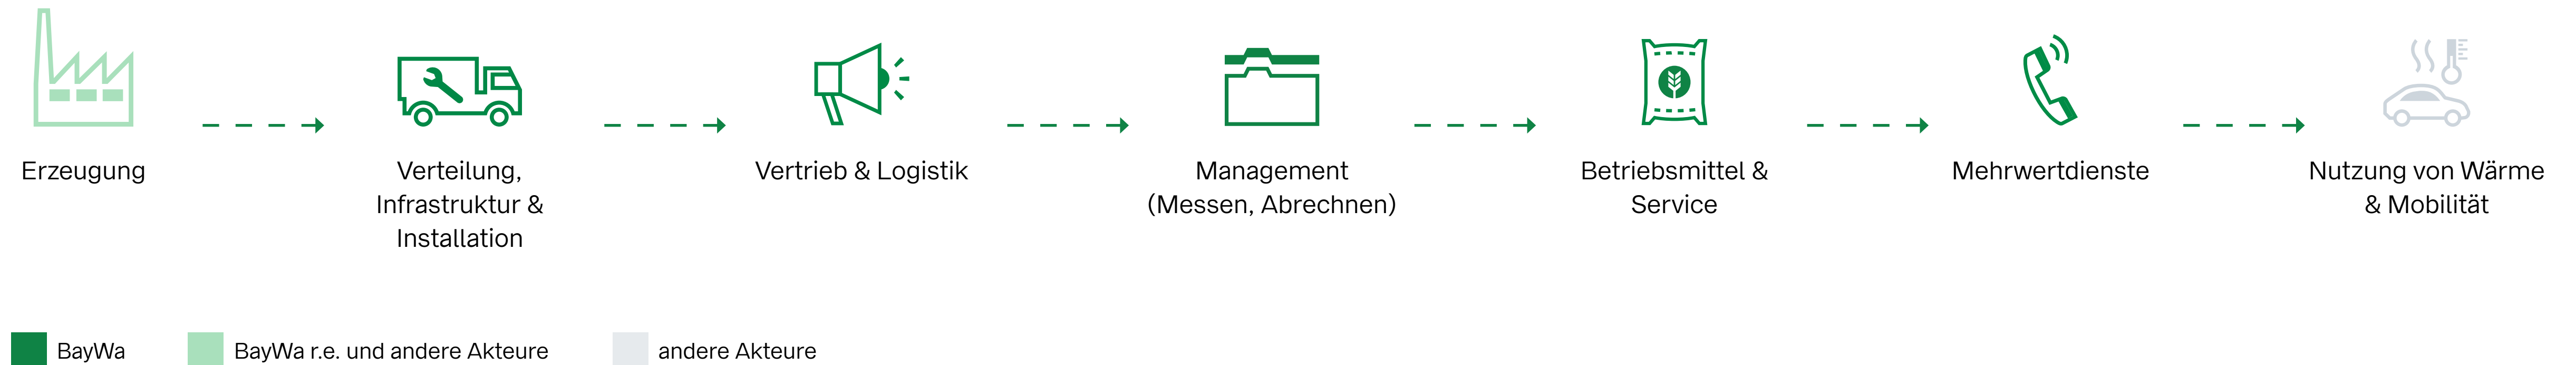 Erzeugung
Verteilung,
Infrastruktur &
Installation
Vertrieb & Logistik
Management
(Messen, Abrechnen)
Betriebsmittel &
Service
Mehrwertdienste
Nutzung von Wärme
& Mobilität
BayWa
BayWa r.e. und andere Akteure
andere Akteure